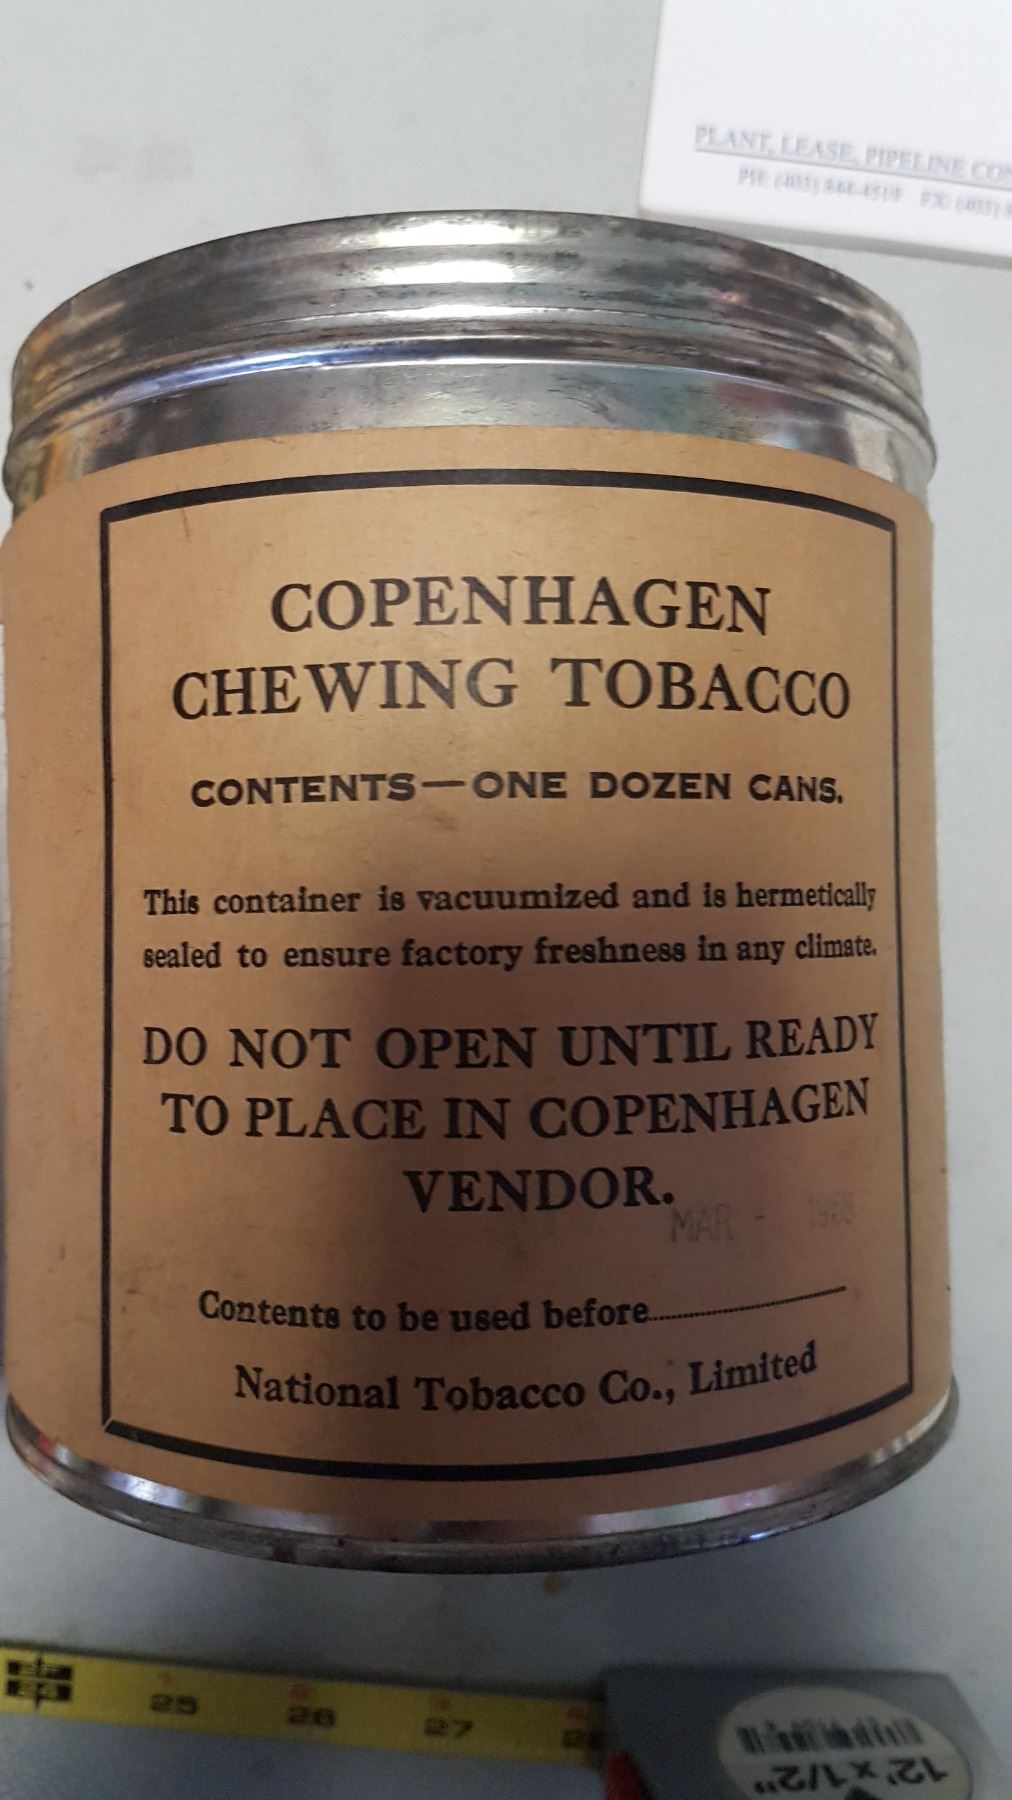 PLANT, LEASE, PIPELINE
COPENHAGEN
CHEWING TOBACCO
CONTENTS—ONE DOZEN CANS.
This container is vacuumized and is hermetically
sealed to ensure factory freshness in any climate.
DO NOT OPEN UNTIL READY
TO PLACE IN COPENHAGEN
VENDOR.
MAR -
Contents to be used before
National Tobacco Co., Limited
25 26 27
12' x 1/2"